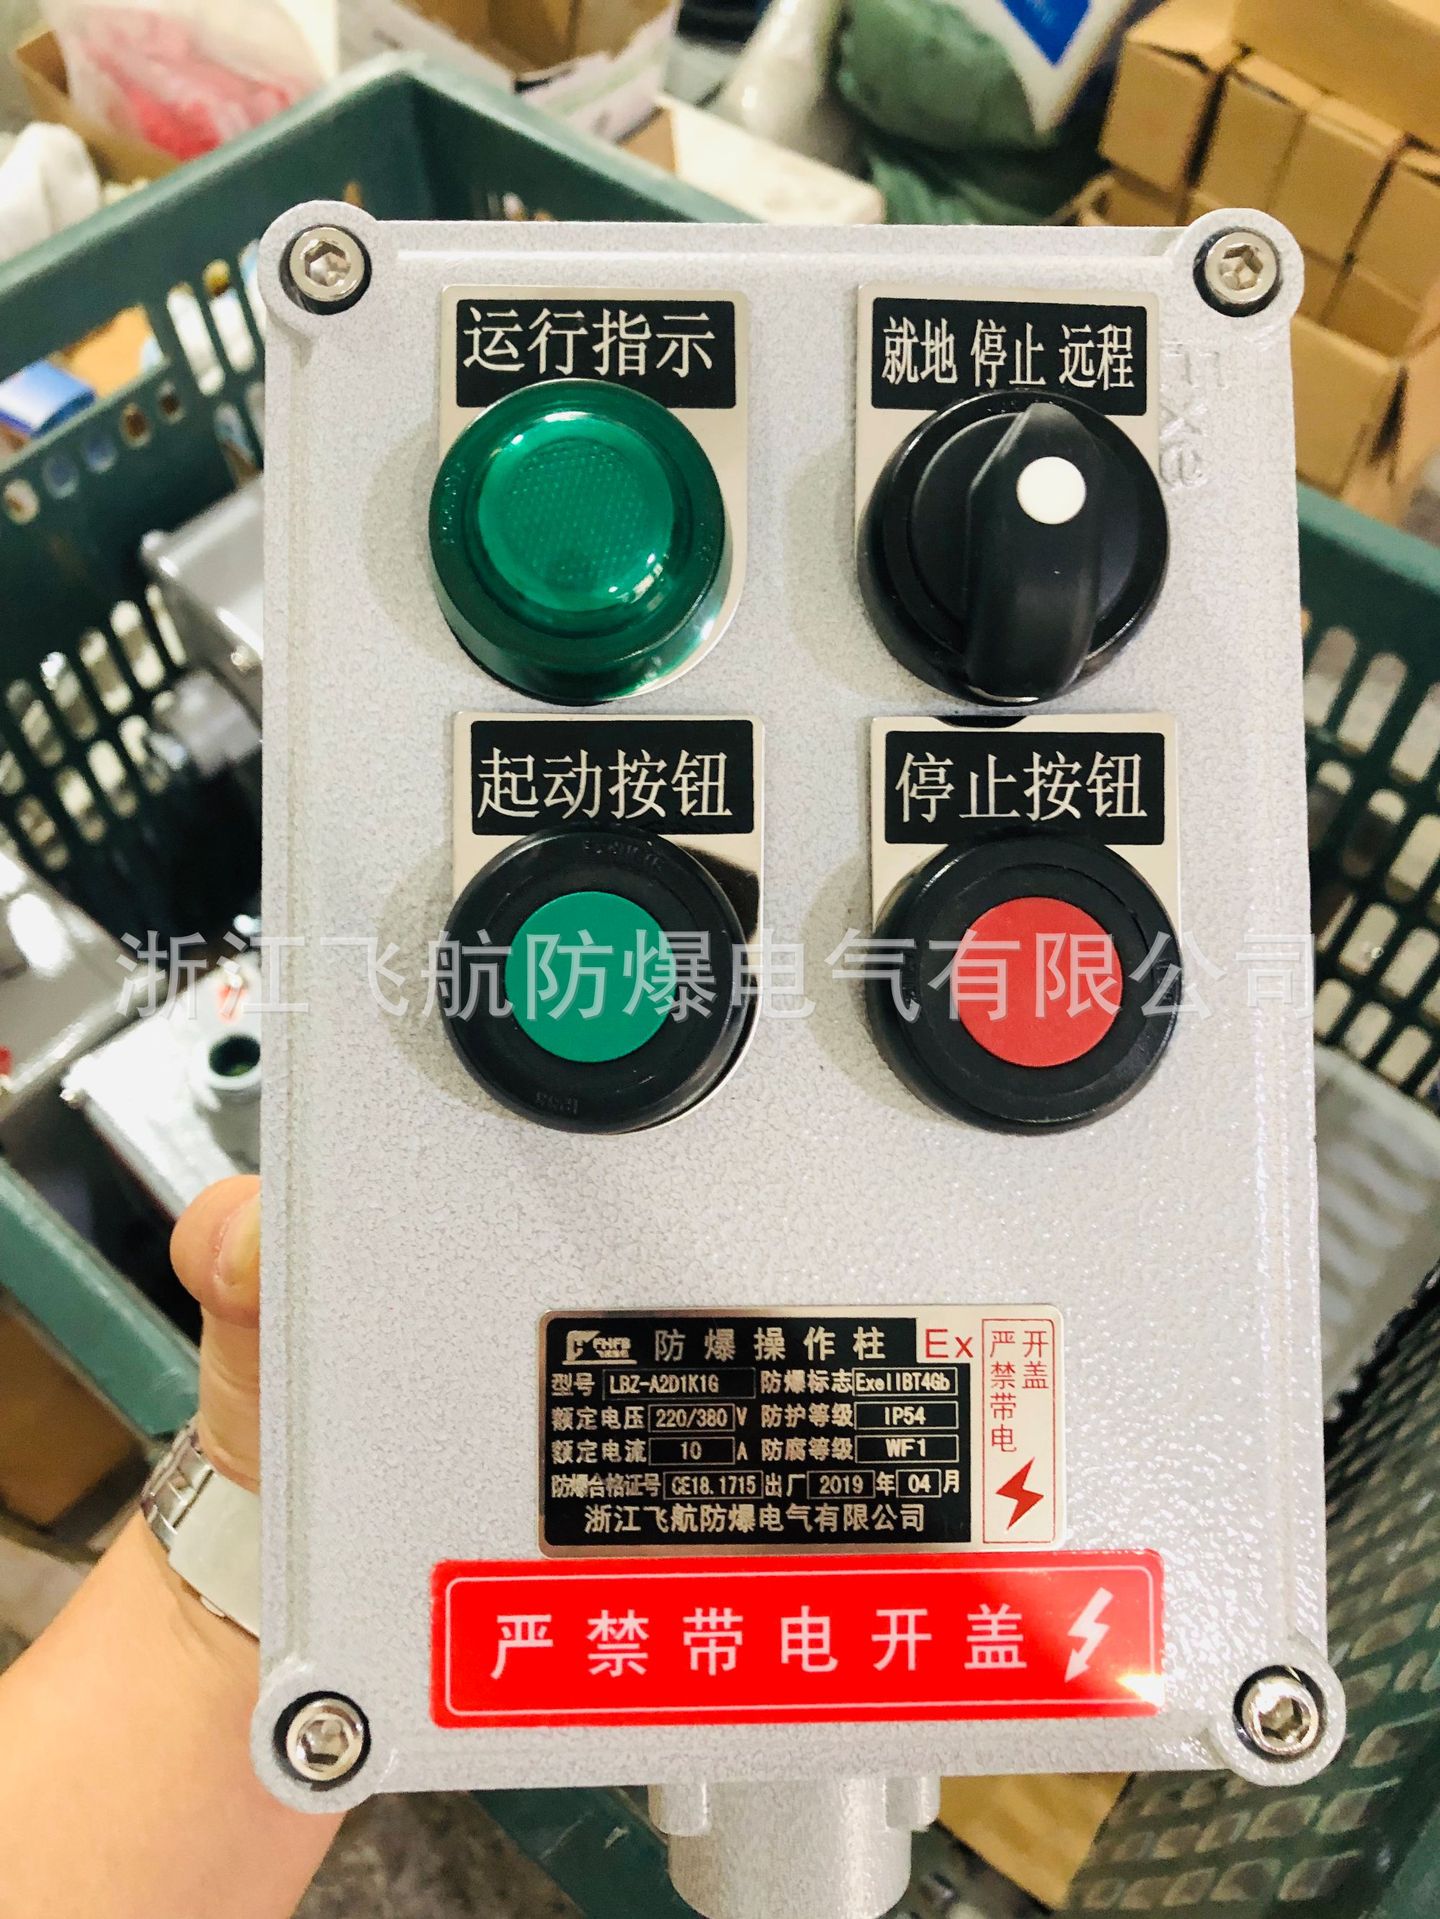 运行指示
就地 停止 远程
Exe
起动按钮
停止按钮
浙江飞航防爆电气有限公司
FHFB 防爆操作柱 Ex
型号 LBZ-A2D1K1G 防爆标志 ExeIIBT4Gb
额定电压 220/380 V 防护等级 IP54
额定电流 10 A 防腐等级 WF1
防爆合格证号 CE18.1715 出厂 2019 年 04 月
浙江飞航防爆电气有限公司
严禁带电
开盖
严禁带电开盖